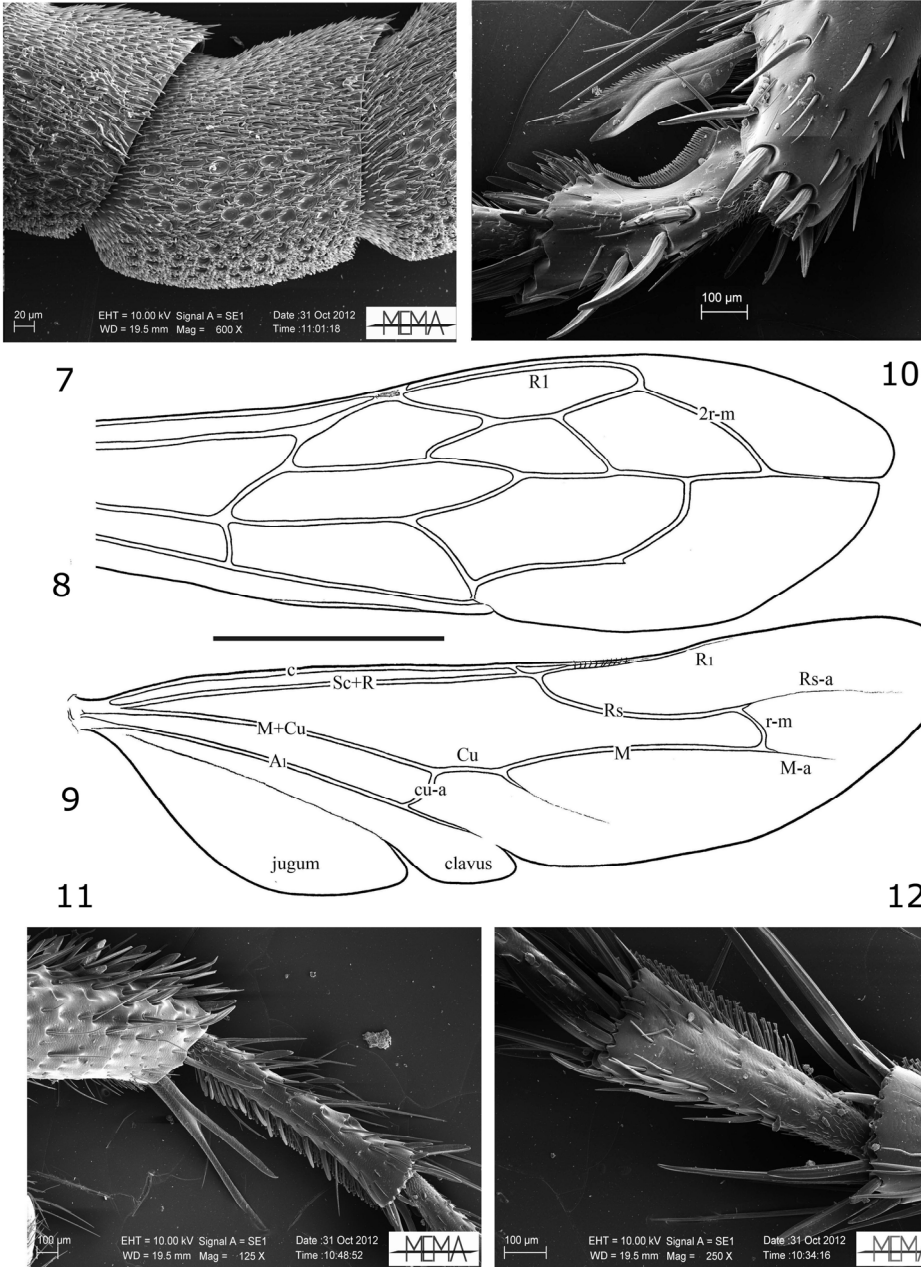 20 µm
EHT = 10.00 kV Signal A = SE1 Date :31 Oct 2012
WD = 19.5 mm Mag = 600 X Time :11:01:18
MEMA
100 µm
7
10
R1
2r-m
8
c
Sc+R
R1
Rs-a
M+Cu
Rs
r-m
A1
Cu
M
M-a
cu-a
9
jugum
clavus
11
12
100 µm
EHT = 10.00 kV Signal A = SE1 Date :31 Oct 2012
WD = 19.5 mm Mag = 125 X Time :10:48:52
MEMA
100 µm
EHT = 10.00 kV Signal A = SE1 Date :31 Oct 2012
WD = 19.5 mm Mag = 250 X Time :10:34:16